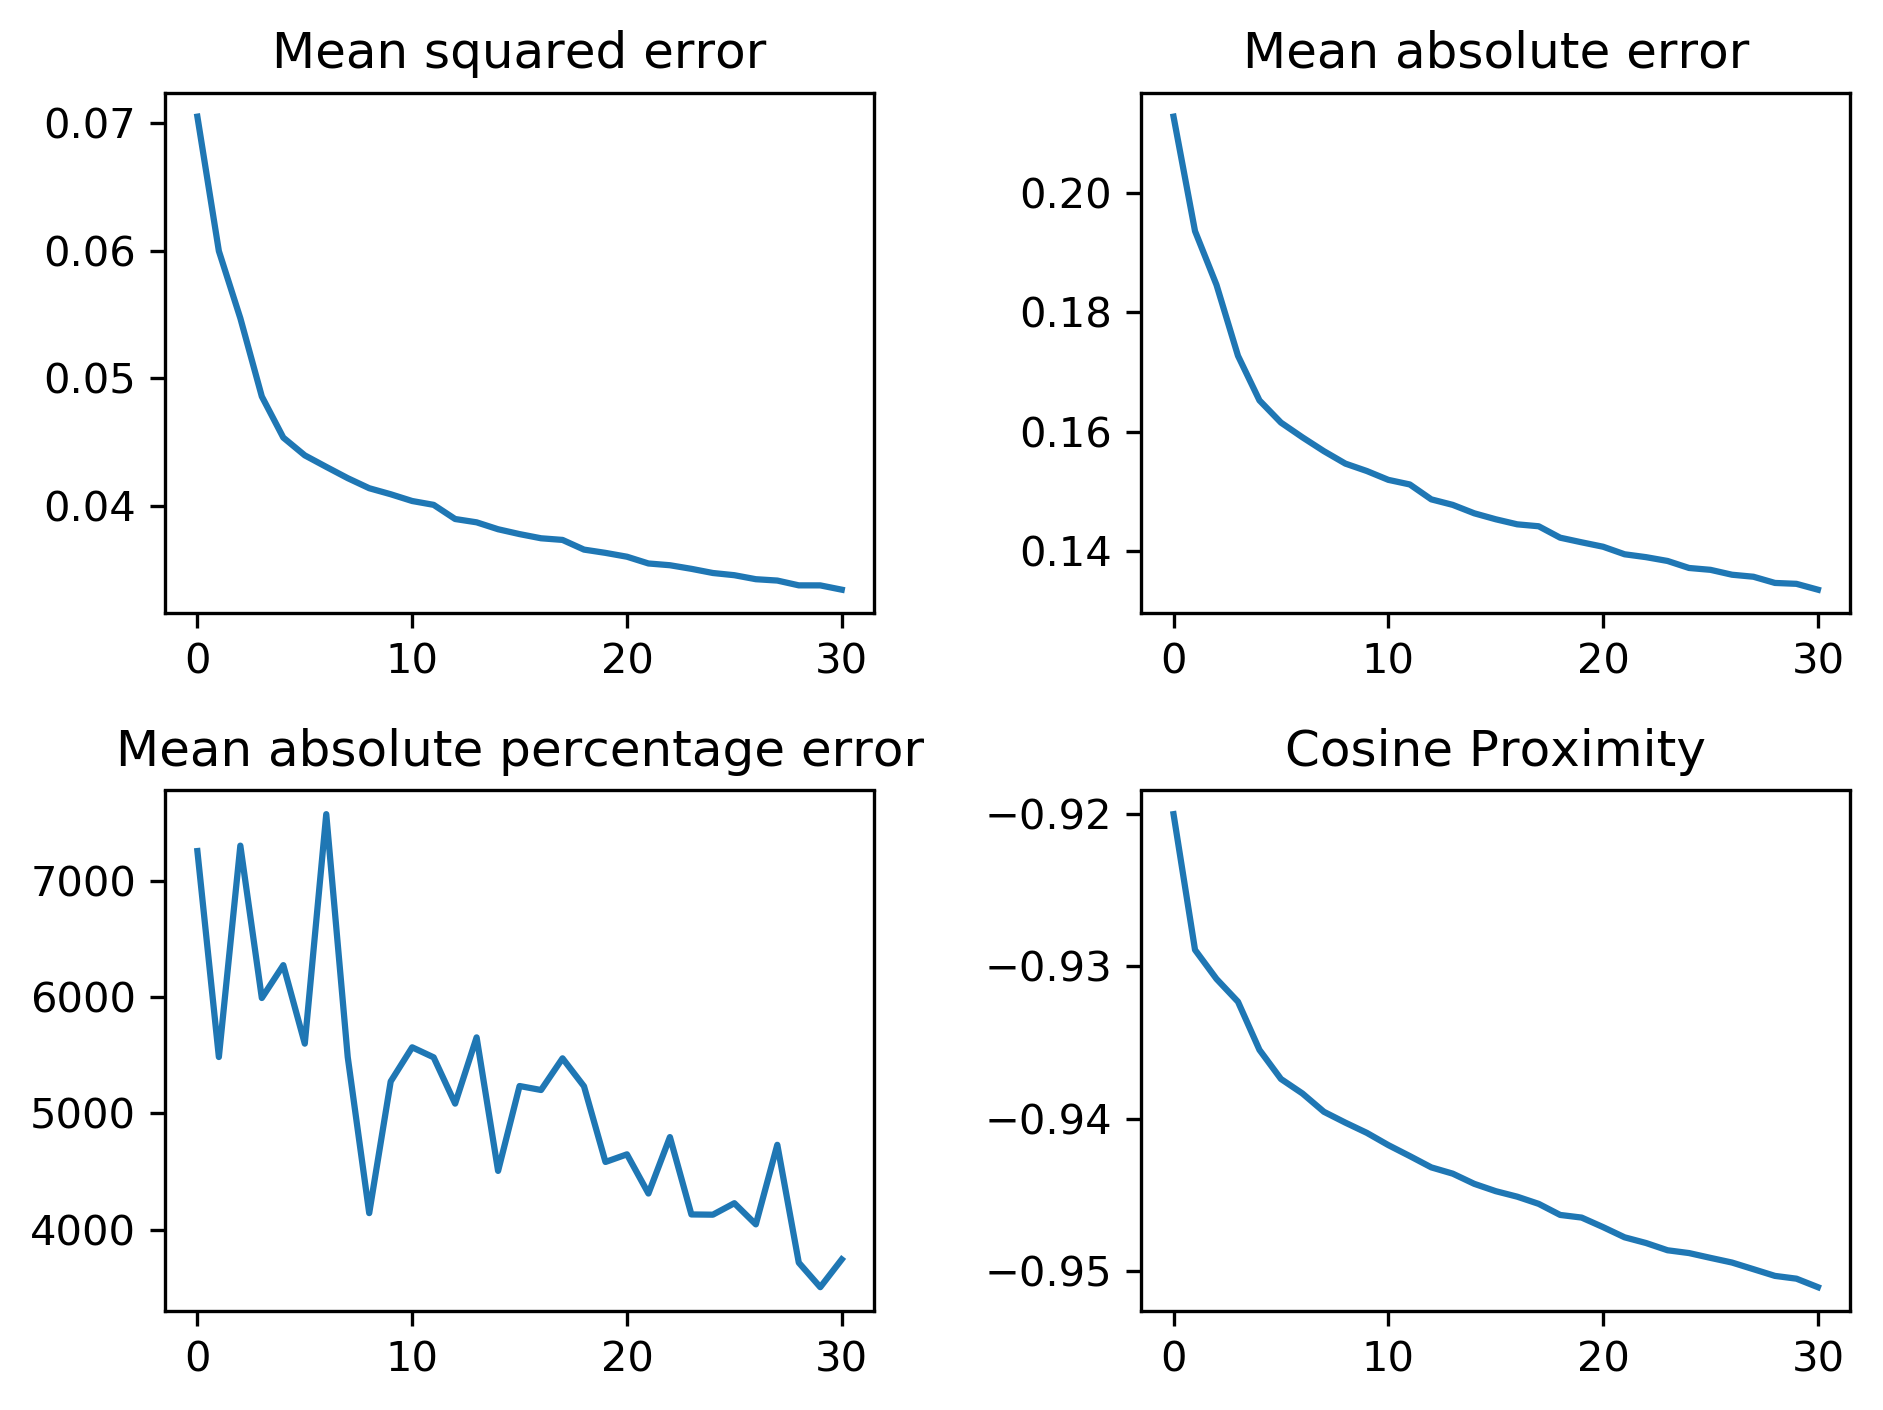 Mean squared error
0.07
0.06
0.05
0.04
0 10 20 30
Mean absolute error
0.20
0.18
0.16
0.14
0 10 20 30
Mean absolute percentage error
7000
6000
5000
4000
0 10 20 30
Cosine Proximity
−0.92
−0.93
−0.94
−0.95
0 10 20 30